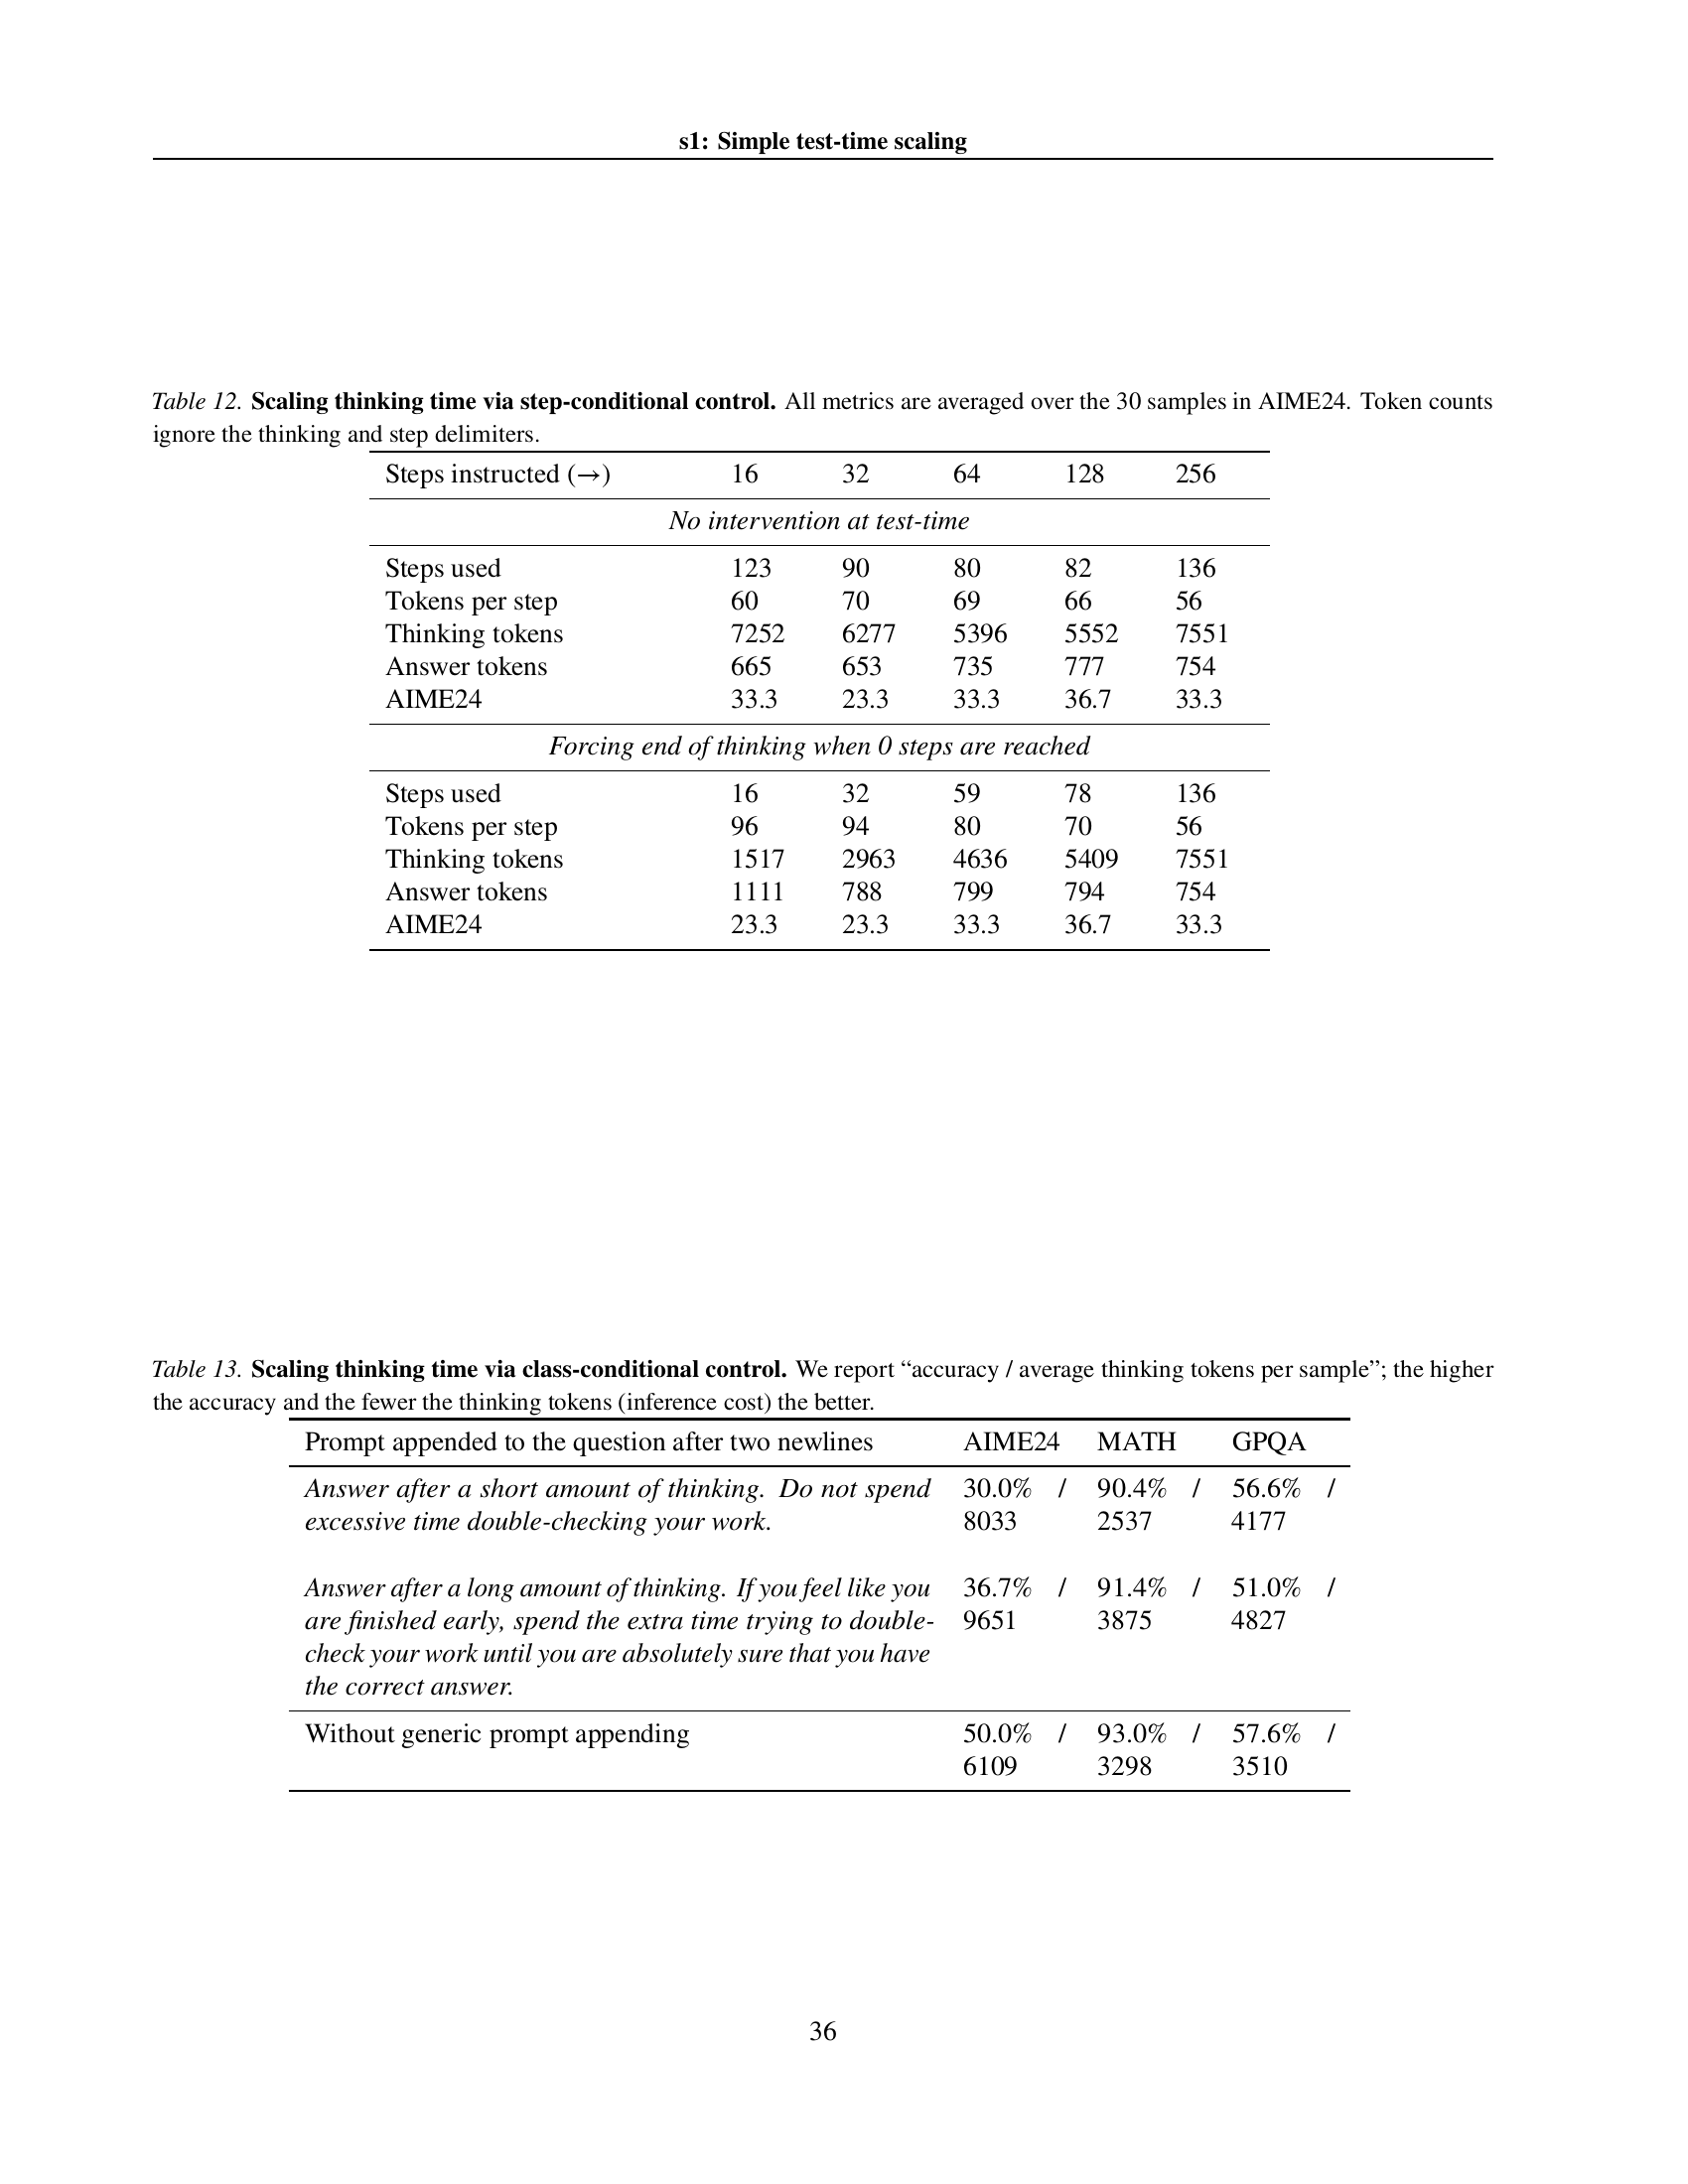 s1: Simple test-time scaling
Table 12. Scaling thinking time via step-conditional control. All metrics are averaged over the 30 samples in AIME24. Token counts
ignore the thinking and step delimiters.
Steps instructed (→) 16 32 64 128 256
No intervention at test-time
Steps used 123 90 80 82 136
Tokens per step 60 70 69 66 56
Thinking tokens 7252 6277 5396 5552 7551
Answer tokens 665 653 735 777 754
AIME24 33.3 23.3 33.3 36.7 33.3
Forcing end of thinking when 0 steps are reached
Steps used 16 32 59 78 136
Tokens per step 96 94 80 70 56
Thinking tokens 1517 2963 4636 5409 7551
Answer tokens 1111 788 799 794 754
AIME24 23.3 23.3 33.3 36.7 33.3
Table 13. Scaling thinking time via class-conditional control. We report “accuracy / average thinking tokens per sample”; the higher
the accuracy and the fewer the thinking tokens (inference cost) the better.
Prompt appended to the question after two newlines AIME24 MATH GPQA
Answer after a short amount of thinking. Do not spend 30.0% / 90.4% / 56.6% /
excessive time double-checking your work. 8033 2537 4177
Answer after a long amount of thinking. If you feel like you 36.7% / 91.4% / 51.0% /
are finished early, spend the extra time trying to double- 9651 3875 4827
check your work until you are absolutely sure that you have
the correct answer.
Without generic prompt appending 50.0% / 93.0% / 57.6% /
6109 3298 3510
36